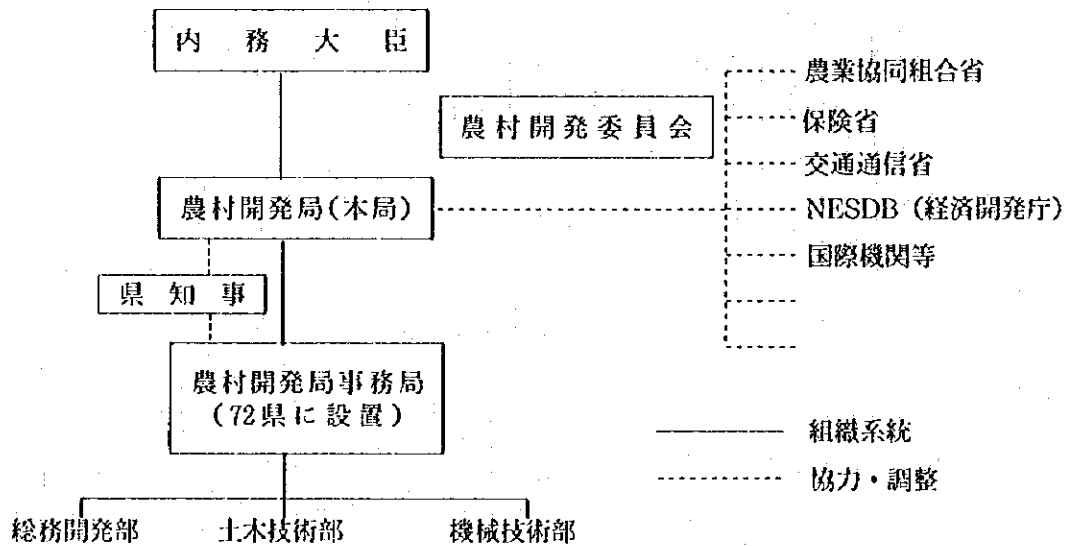 内務大臣
農業協同組合省
農村開発委員会
保険省
交通通信省
農村開発局(本局)
NESDB (経済開発庁)
国際機関等
県知事
農村開発局事務局
(72県に設置)
組織系統
協力・調整
総務開発部 土木技術部 機械技術部